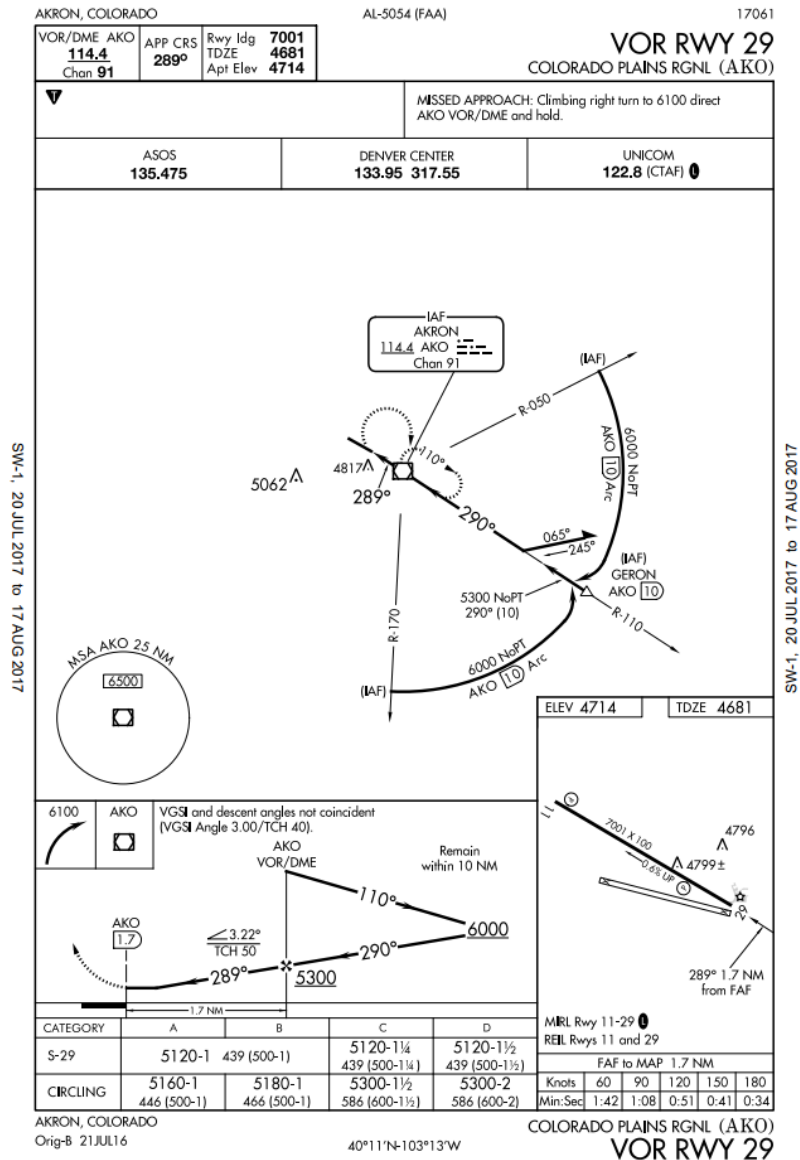 AKRON, COLORADO
AL-5054 (FAA)
17061
VOR/DME AKO
114.4
Chan 91
APP CRS
289°
Rwy ldg 7001
TDZE 4681
Apt Elev 4714
VOR RWY 29
COLORADO PLAINS RGNL (AKO)
T
MISSED APPROACH: Climbing right turn to 6100 direct
AKO VOR/DME and hold.
ASOS
135.475
DENVER CENTER
133.95 317.55
UNICOM
122.8 (CTAF) L
IAF
AKRON
114.4 AKO
Chan 91
(IAF)
R-050
6000 NoPT
AKO 10 Arc
5062
4817
110°
289°
290°
065°
245°
(IAF)
GERON
AKO 10
5300 NoPT
290° (10)
R-110
R-170
6000 NoPT
AKO 10 Arc
(IAF)
MSA AKO 25 NM
6500
SW-1, 20 JUL 2017 to 17 AUG 2017
SW-1, 20 JUL 2017 to 17 AUG 2017
ELEV 4714
TDZE 4681
11
7001 X 100
0.6% UP
4796
4799±
P
29
289° 1.7 NM
from FAF
MIRL Rwy 11-29 L
REIL Rwys 11 and 29
FAF to MAP 1.7 NM
Knots 60 90 120 150 180
Min:Sec 1:42 1:08 0:51 0:41 0:34
6100
AKO
VGSI and descent angles not coincident
(VGSI Angle 3.00/TCH 40).
AKO
VOR/DME
Remain
within 10 NM
110°
6000
290°
AKO
1.7
3.22°
TCH 50
289°
5300
1.7 NM
CATEGORY A B C D
S-29 5120-1 439 (500-1) 5120-1¼ 439 (500-1¼) 5120-1½ 439 (500-1½)
CIRCLING 5160-1 446 (500-1) 5180-1 466 (500-1) 5300-1½ 586 (600-1½) 5300-2 586 (600-2)
AKRON, COLORADO
Orig-B 21JUL16
40°11'N-103°13'W
COLORADO PLAINS RGNL (AKO)
VOR RWY 29